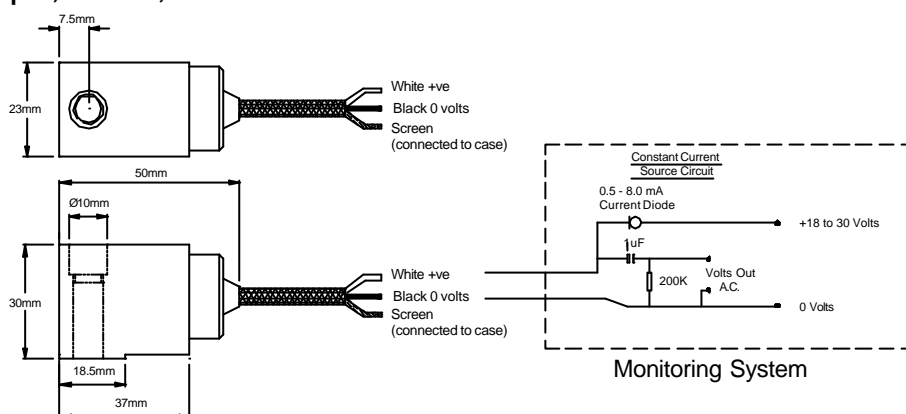 7.5mm
23mm
White +ve
Black 0 volts
Screen
(connected to case)
50mm
Ø10mm
30mm
White +ve
Black 0 volts
Screen
(connected to case)
18.5mm
37mm
Constant Current
Source Circuit
0.5 - 8.0 mA
Current Diode
+18 to 30 Volts
1uF
200K
Volts Out
A.C.
0 Volts
Monitoring System